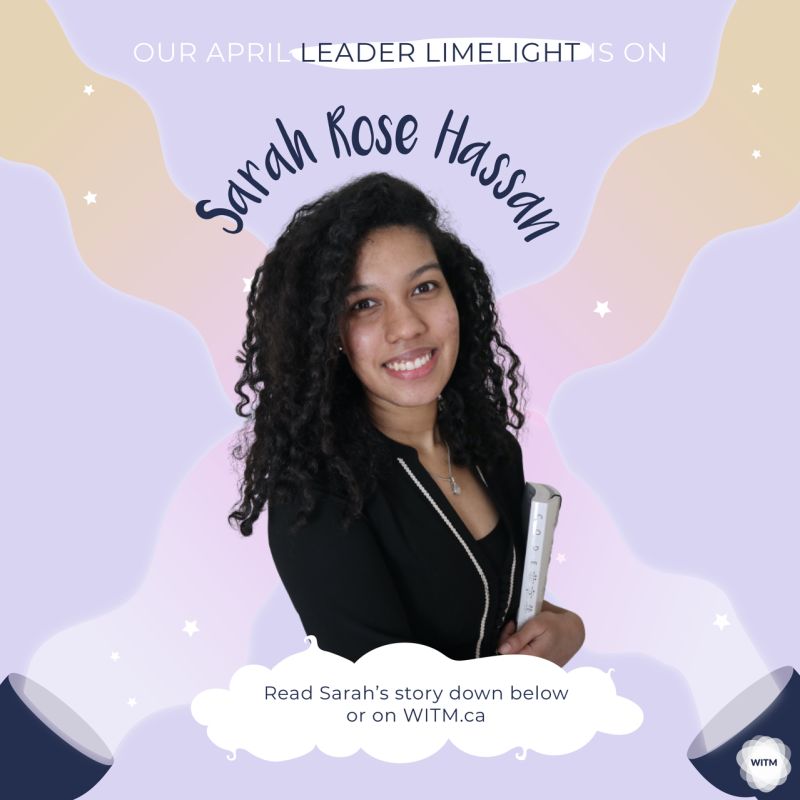 OUR APRIL LEADER LIMELIGHT IS ON
Sarah Rose Hassan
Read Sarah's story down below
or on WITM.ca
WITM